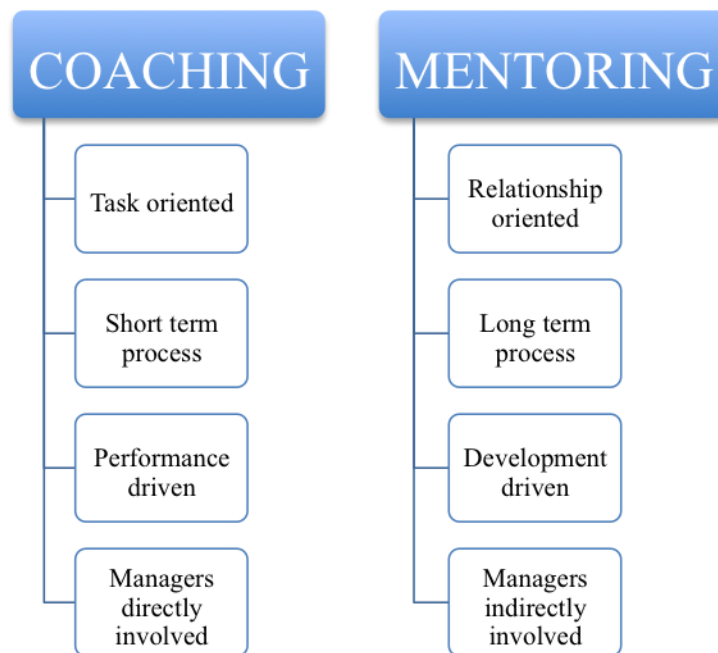 COACHING
Task oriented
Short term
process
Performance
driven
Managers
directly
involved
MENTORING
Relationship
oriented
Long term
process
Development
driven
Managers
indirectly
involved